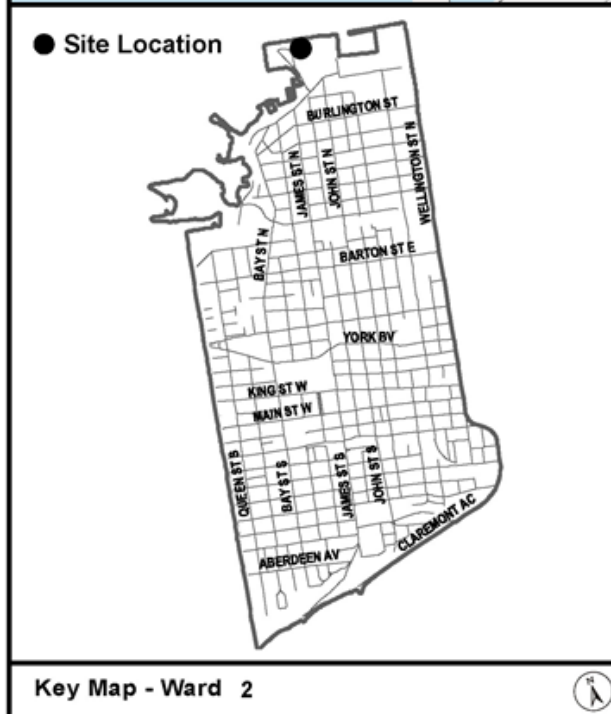 Site Location
BURLINGTON ST
JAMES ST N
JOHN ST N
WELLINGTON ST N
BAY ST N
BARTON ST E
YORK BV
KING ST W
MAIN ST W
QUEEN ST S
BAY ST S
JAMES ST S
JOHN ST S
CLAREMONT AC
ABERDEEN AV
Key Map - Ward 2
N